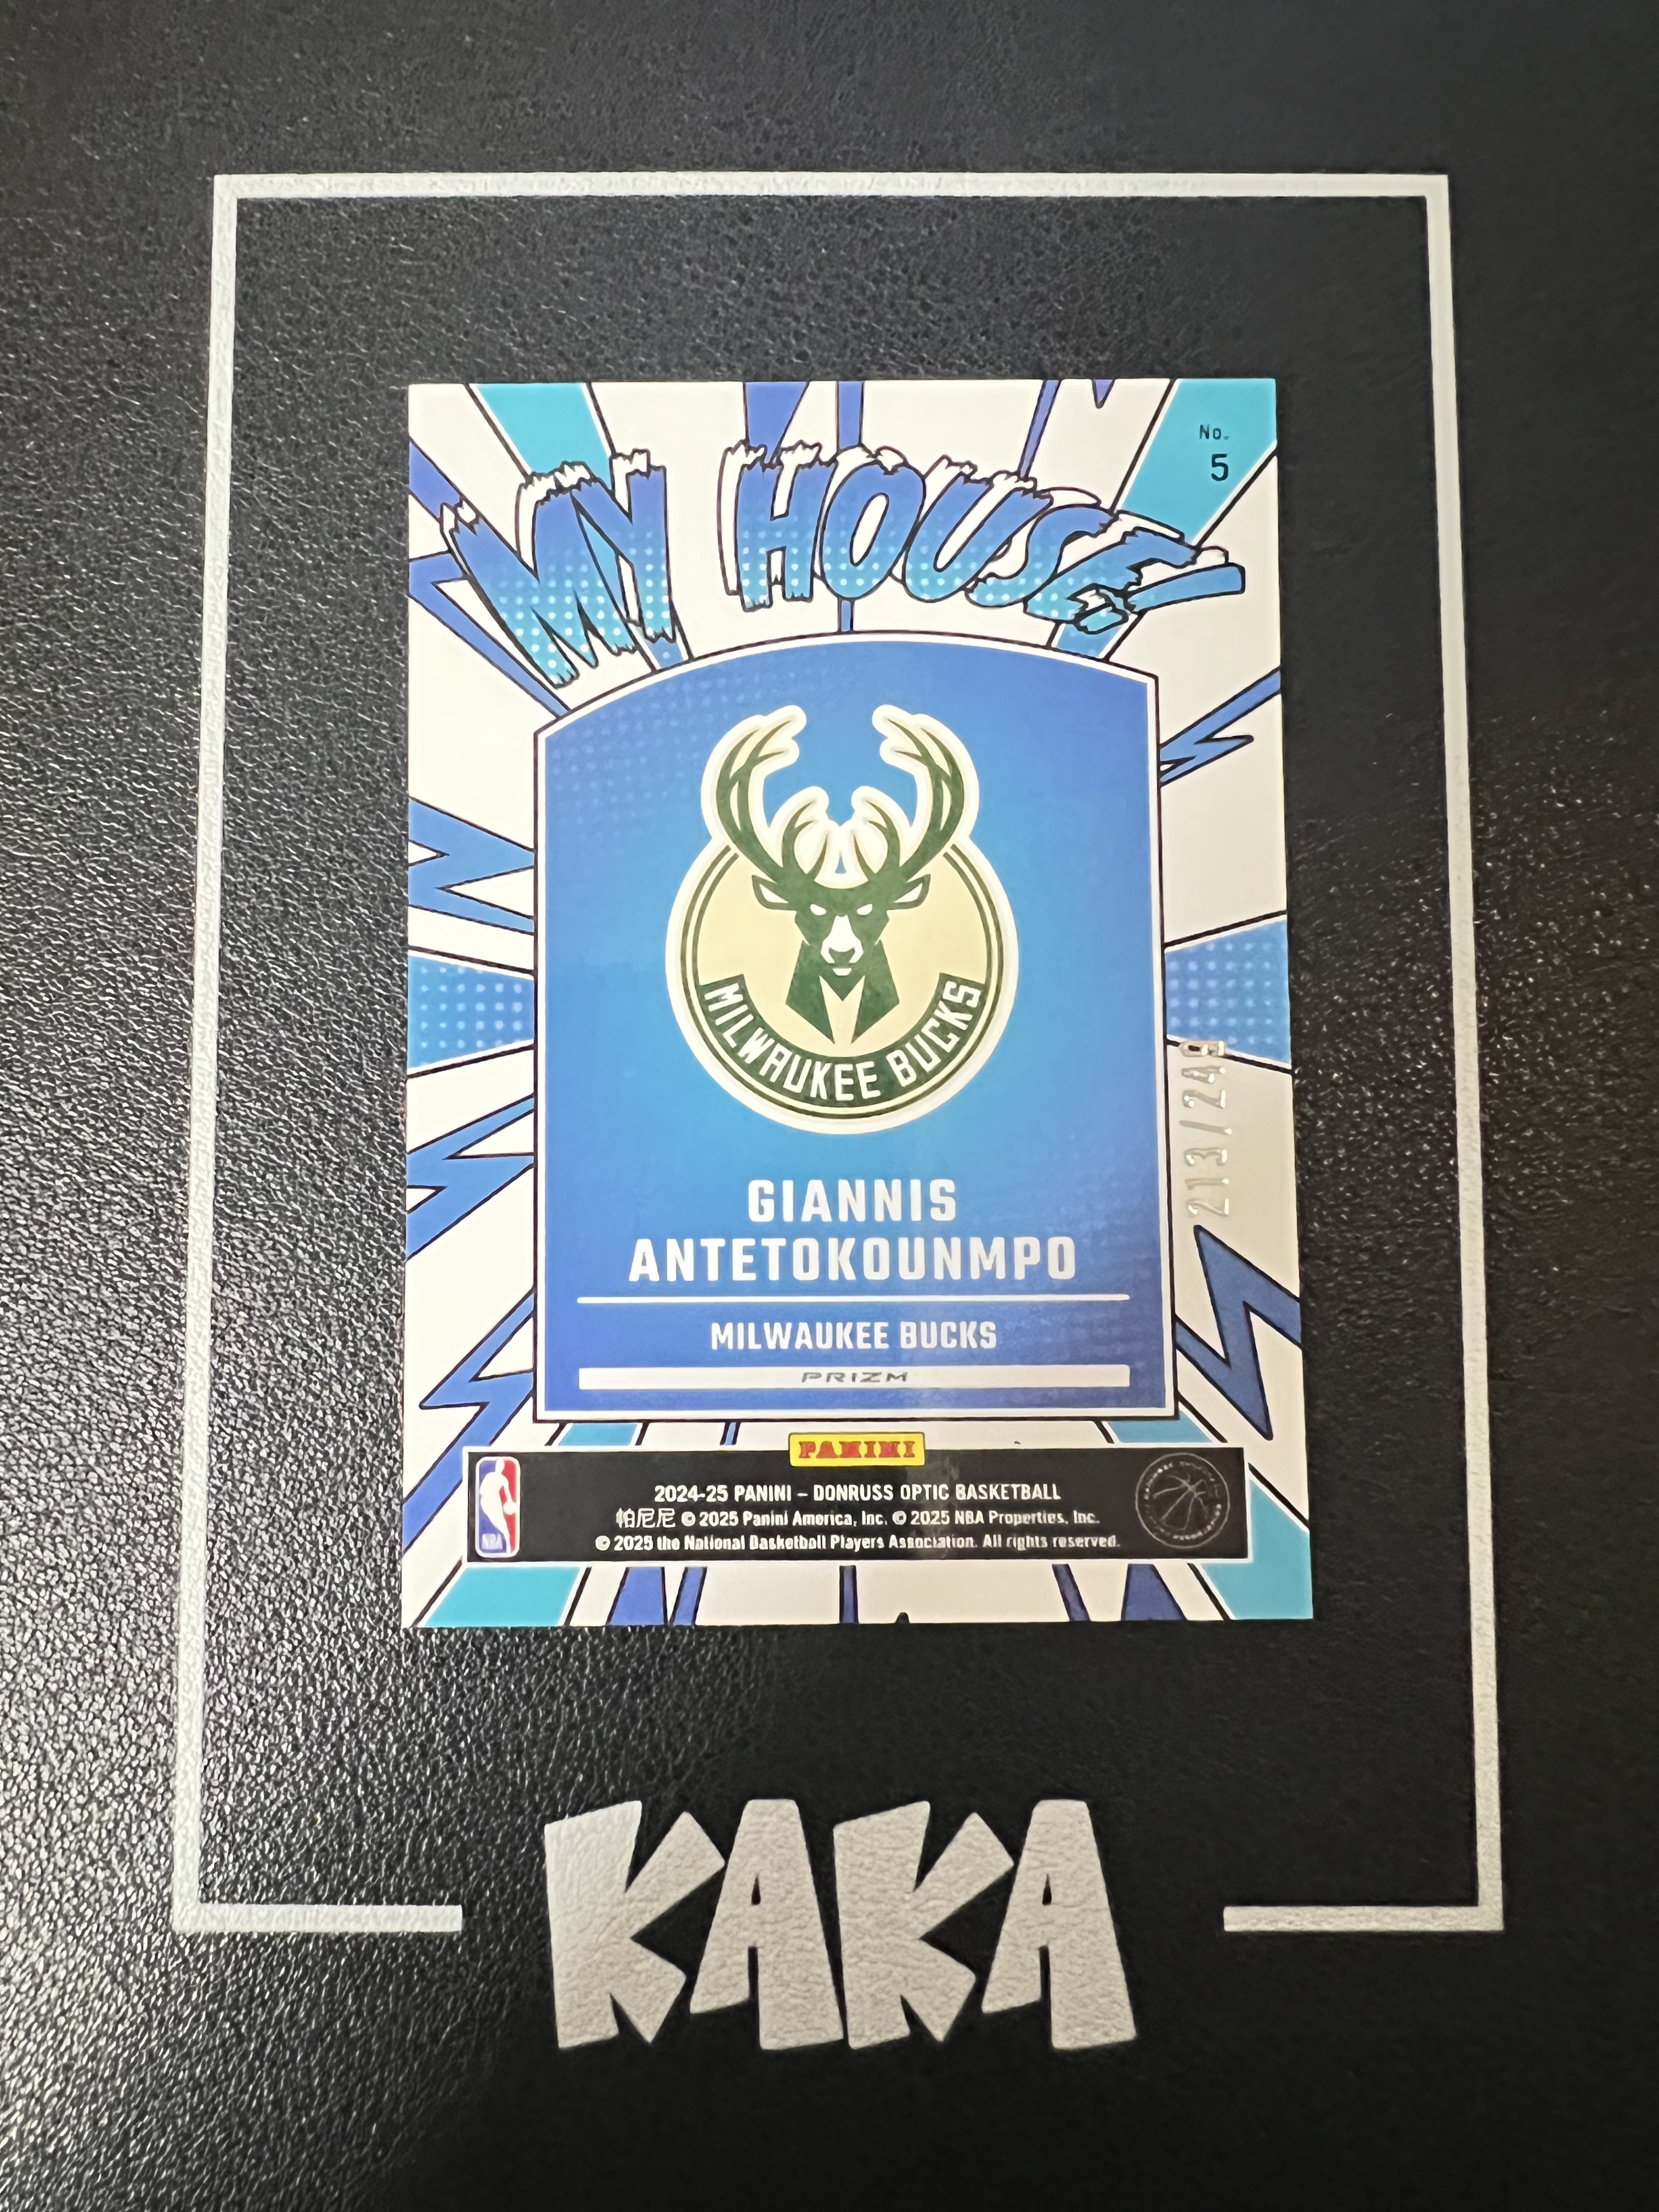 No.
5
MY HOUSE!
MILWAUKEE BUCKS
213/249
GIANNIS
ANTETOKOUNMPO
MILWAUKEE BUCKS
PRIZM
PANINI
NBA
2024-25 PANINI – DONRUSS OPTIC BASKETBALL
帕尼尼 © 2025 Panini America, Inc. © 2025 NBA Properties, Inc.
© 2025 the National Basketball Players Association. All rights reserved.
KAKA